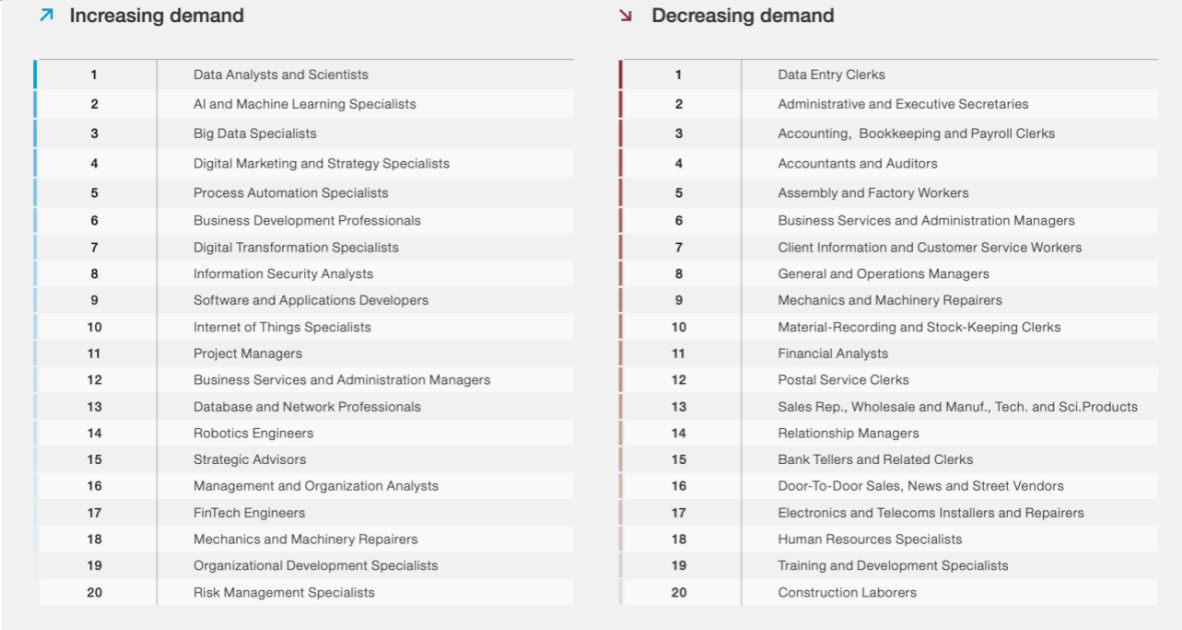 Increasing demand
1 Data Analysts and Scientists
2 AI and Machine Learning Specialists
3 Big Data Specialists
4 Digital Marketing and Strategy Specialists
5 Process Automation Specialists
6 Business Development Professionals
7 Digital Transformation Specialists
8 Information Security Analysts
9 Software and Applications Developers
10 Internet of Things Specialists
11 Project Managers
12 Business Services and Administration Managers
13 Database and Network Professionals
14 Robotics Engineers
15 Strategic Advisors
16 Management and Organization Analysts
17 FinTech Engineers
18 Mechanics and Machinery Repairers
19 Organizational Development Specialists
20 Risk Management Specialists
Decreasing demand
1 Data Entry Clerks
2 Administrative and Executive Secretaries
3 Accounting, Bookkeeping and Payroll Clerks
4 Accountants and Auditors
5 Assembly and Factory Workers
6 Business Services and Administration Managers
7 Client Information and Customer Service Workers
8 General and Operations Managers
9 Mechanics and Machinery Repairers
10 Material-Recording and Stock-Keeping Clerks
11 Financial Analysts
12 Postal Service Clerks
13 Sales Rep., Wholesale and Manuf., Tech. and Sci.Products
14 Relationship Managers
15 Bank Tellers and Related Clerks
16 Door-To-Door Sales, News and Street Vendors
17 Electronics and Telecoms Installers and Repairers
18 Human Resources Specialists
19 Training and Development Specialists
20 Construction Laborers